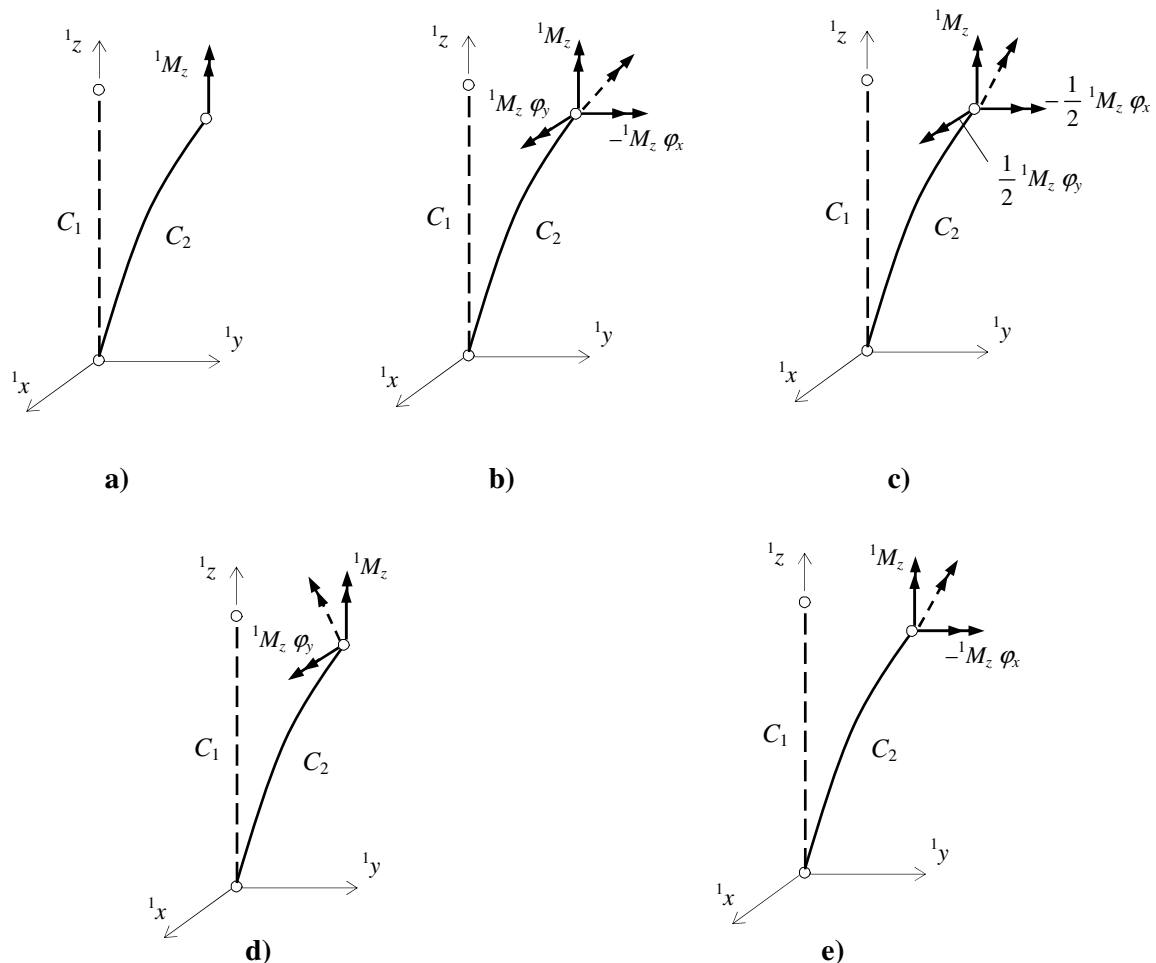 ¹z
¹M_z
C₁
C₂
¹y
¹x
a)
¹z
¹M_z
¹M_z φ_y
−¹M_z φ_x
C₁
C₂
¹y
¹x
b)
¹z
¹M_z
−1/2 ¹M_z φ_x
1/2 ¹M_z φ_y
C₁
C₂
¹y
¹x
c)
¹z
¹M_z
¹M_z φ_y
C₁
C₂
¹y
¹x
d)
¹z
¹M_z
−¹M_z φ_x
C₁
C₂
¹y
¹x
e)